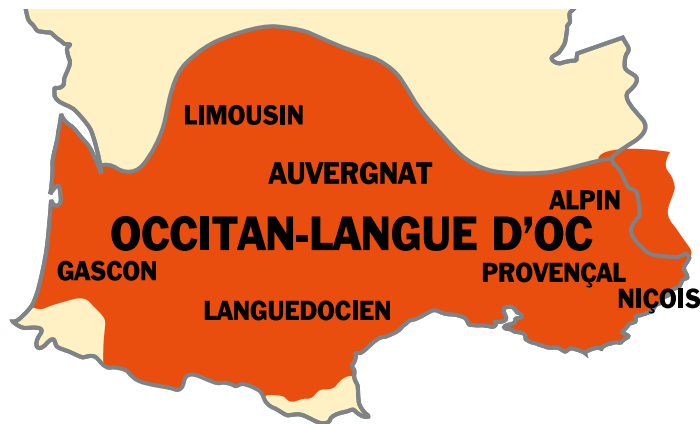 LIMOUSIN
AUVERGNAT
ALPIN
OCCITAN-LANGUE D'OC
GASCON
PROVENÇAL
NIÇOIS
LANGUEDOCIEN